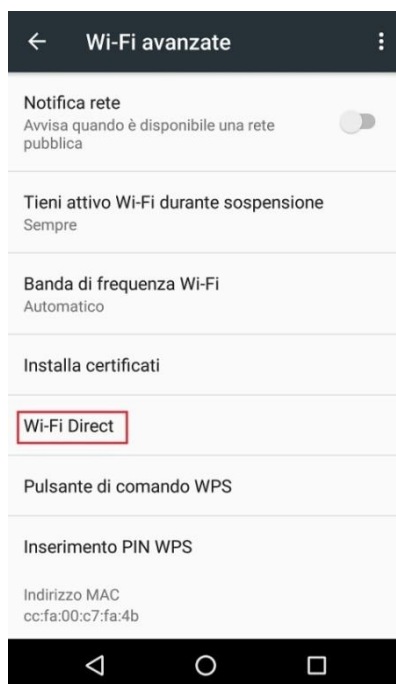 Wi-Fi avanzate
Notifica rete
Avvisa quando è disponibile una rete
pubblica
Tieni attivo Wi-Fi durante sospensione
Sempre
Banda di frequenza Wi-Fi
Automatico
Installa certificati
Wi-Fi Direct
Pulsante di comando WPS
Inserimento PIN WPS
Indirizzo MAC
cc:fa:00:c7:fa:4b